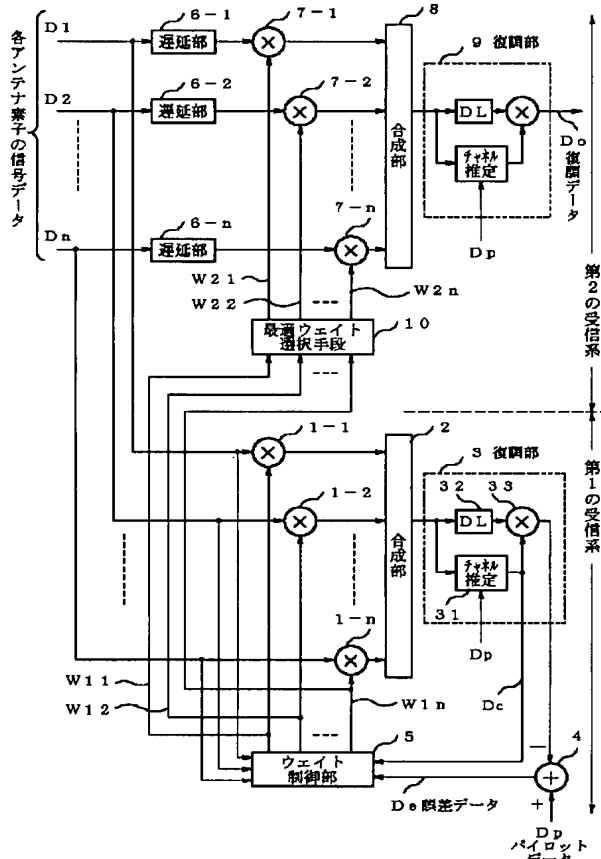 各アンテナ素子の信号データ
D1
D2
Dn
6-1
遅延部
6-2
遅延部
6-n
遅延部
7-1
7-2
7-n
8
合成部
9 復調部
DL
チャネル
推定
Dp
Do
復調データ
第2の受信系
W21
W22
W2n
最適ウェイト
選択手段
10
1-1
1-2
1-n
2
合成部
3 復調部
32
33
DL
チャネル
推定
31
Dp
Dc
第1の受信系
W11
W12
W1n
5
ウェイト
制御部
De誤差データ
−
4
+
+
Dp
パイロット
データ